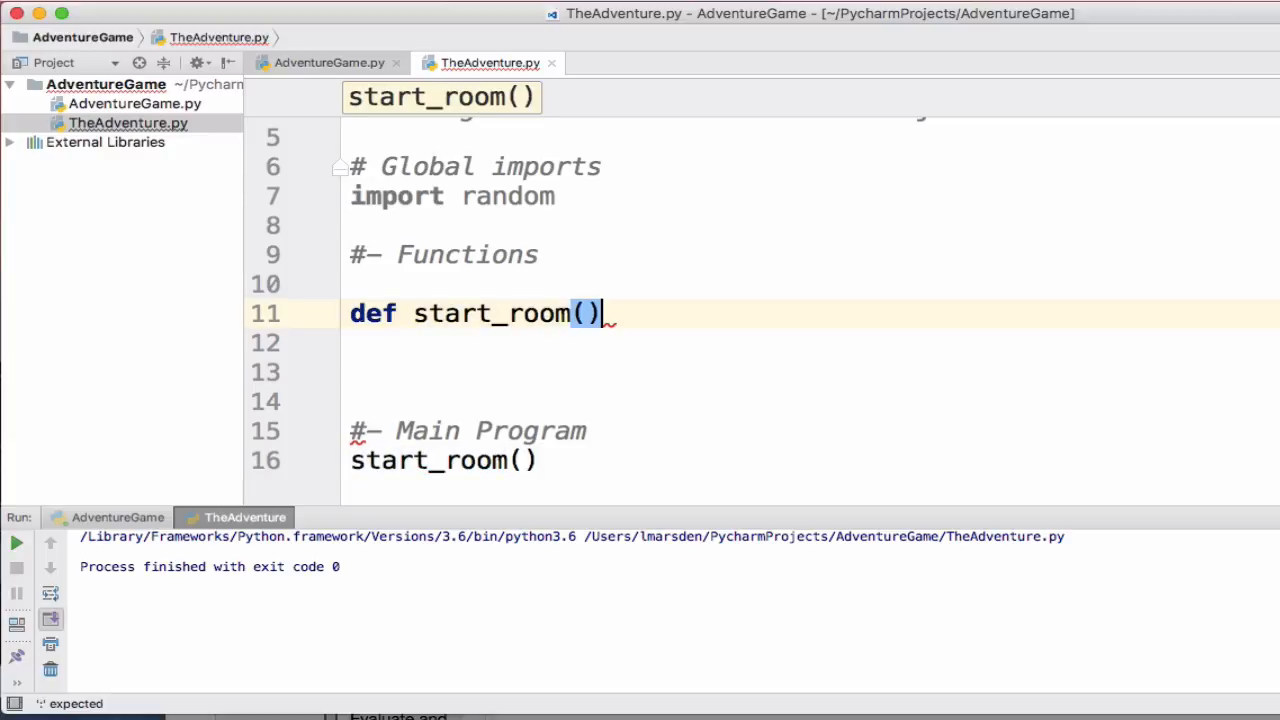 TheAdventure.py - AdventureGame - [~/PycharmProjects/AdventureGame]
AdventureGame
TheAdventure.py
Project
AdventureGame.py
TheAdventure.py
AdventureGame ~/Pycharm
AdventureGame.py
TheAdventure.py
External Libraries
start_room()
5
6 # Global imports
7 import random
8
9 #- Functions
10
11 def start_room()
12
13
14
15 #- Main Program
16 start_room()
Run: AdventureGame TheAdventure
/Library/Frameworks/Python.framework/Versions/3.6/bin/python3.6 /Users/lmarsden/PycharmProjects/AdventureGame/TheAdventure.py
Process finished with exit code 0
':' expected
Evaluate and